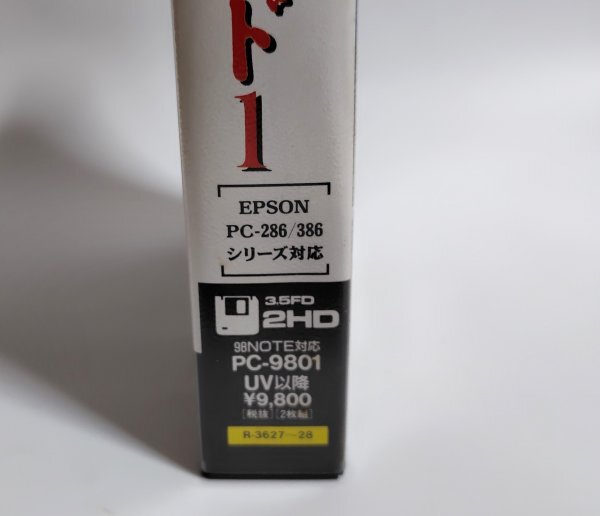 ド1
EPSON
PC-286/386
シリーズ対応
3.5FD
2HD
98NOTE対応
PC-9801
UV以降
¥9,800
[税抜] [2枚組]
R-3627〜28